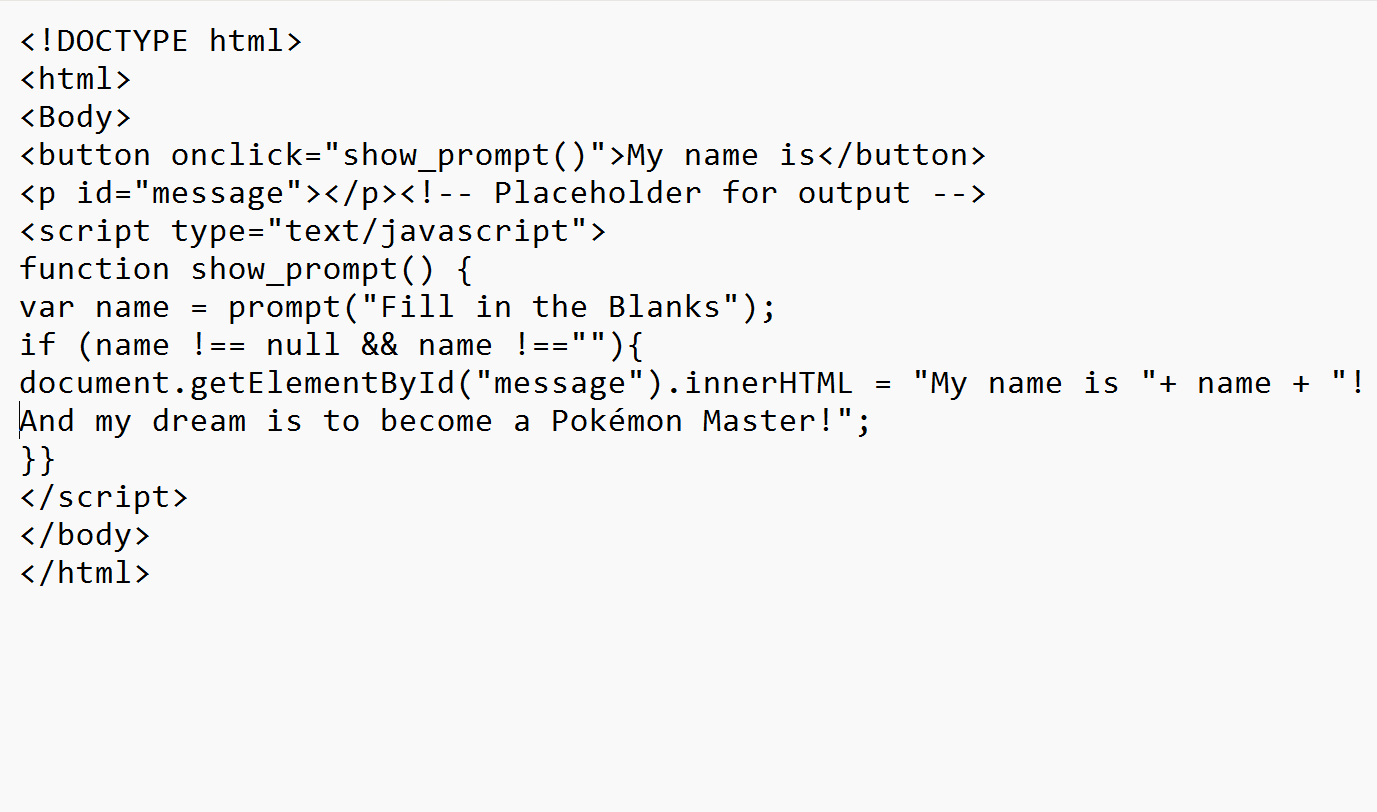 <!DOCTYPE html>
<html>
<Body>
<button onclick="show_prompt()">My name is</button>
<p id="message"></p><!-- Placeholder for output -->
<script type="text/javascript">
function show_prompt() {
var name = prompt("Fill in the Blanks");
if (name !== null && name !==""){
document.getElementById("message").innerHTML = "My name is "+ name + "!
And my dream is to become a Pokémon Master!";
}}
</script>
</body>
</html>